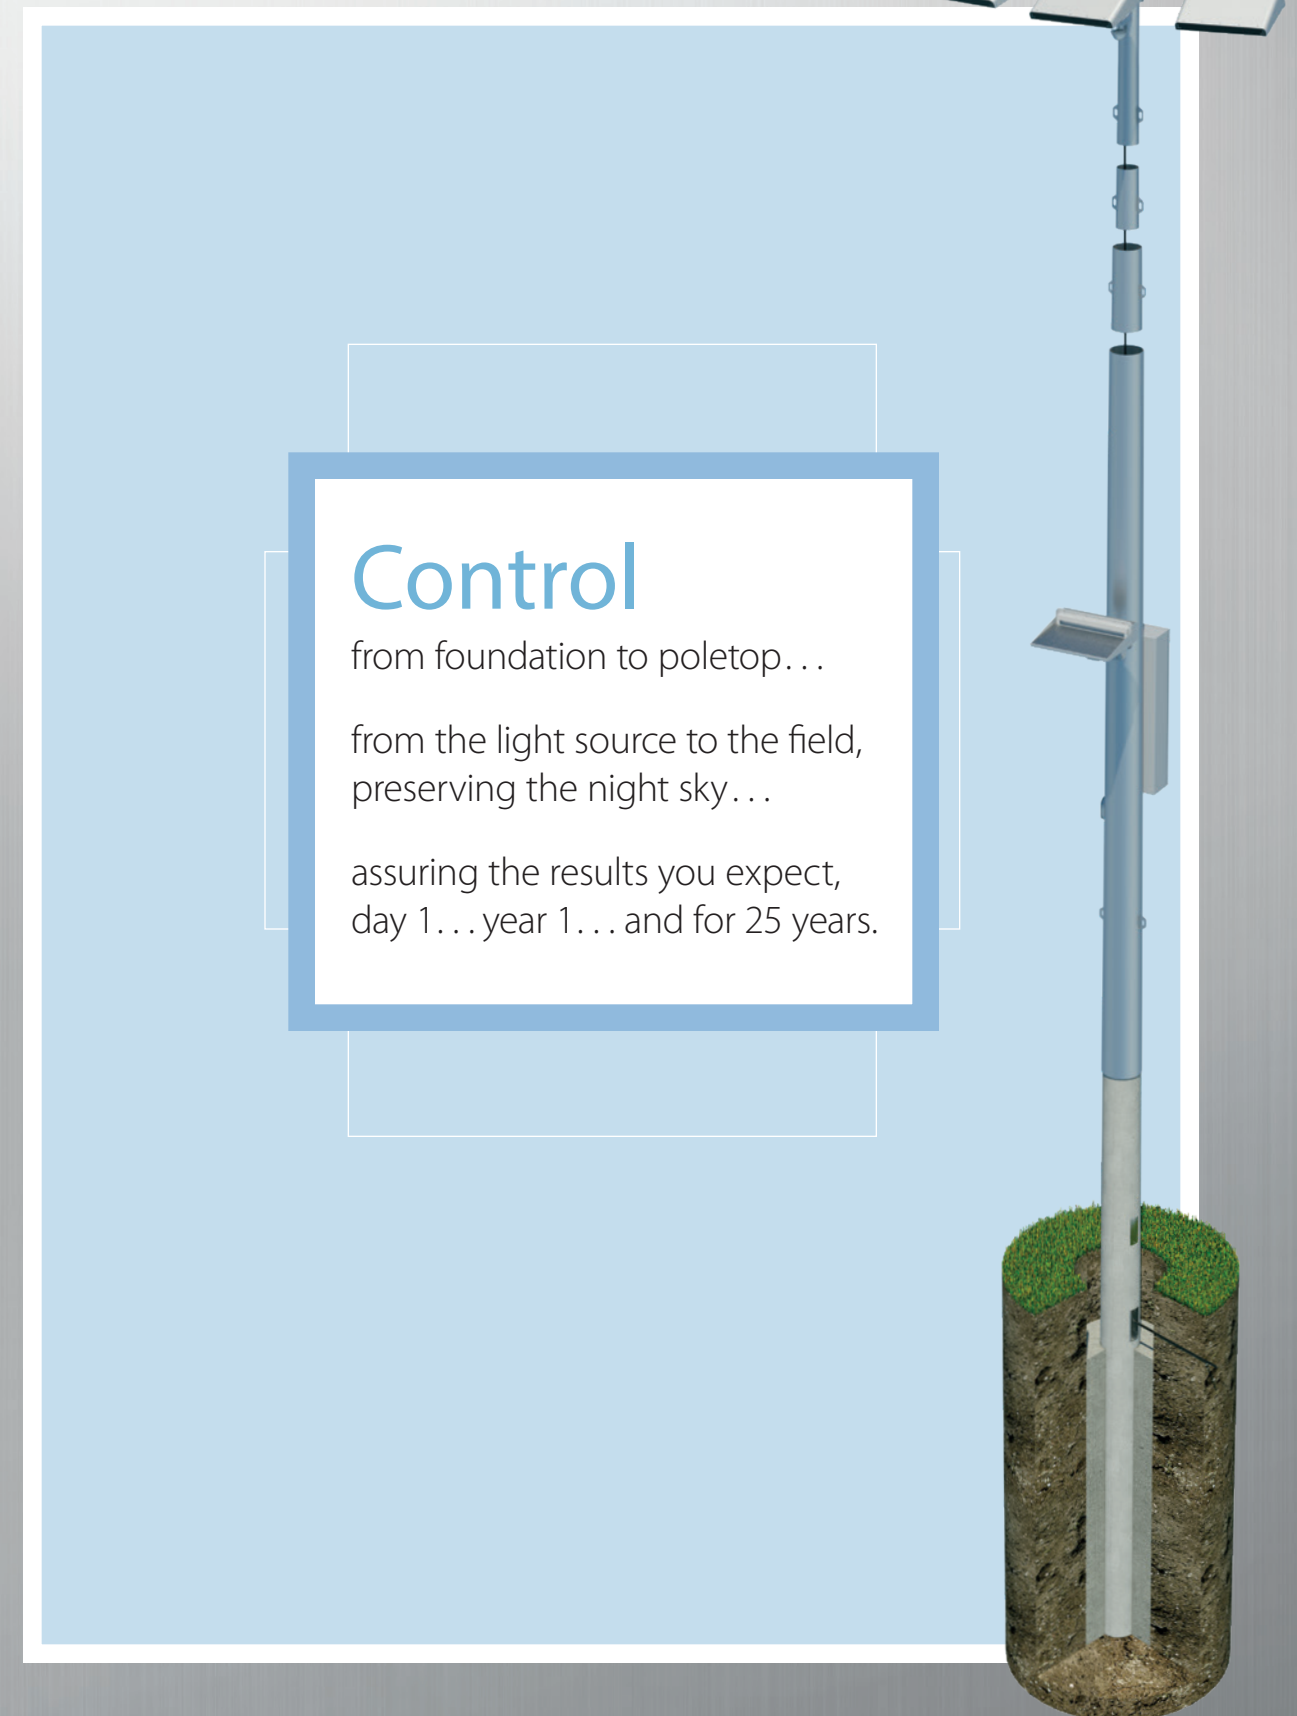 Control
from foundation to poletop...
from the light source to the field,
preserving the night sky...
assuring the results you expect,
day 1... year 1... and for 25 years.